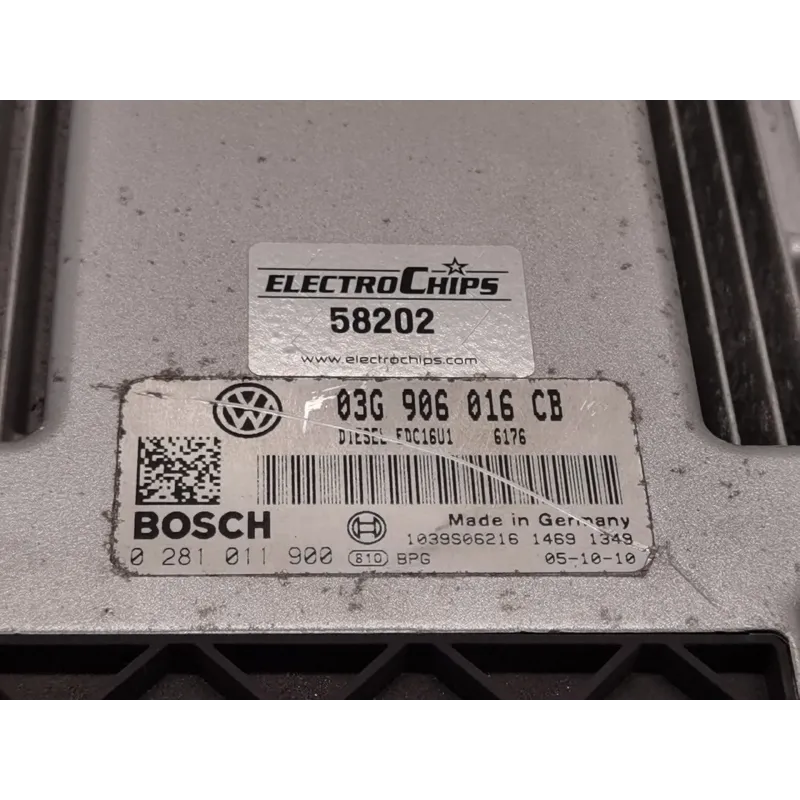 ELECTROCHIPS
58202
www.electrochips.com
03G 906 016 CB
DIESEL EDC16U1 6176
BOSCH
Made in Germany
1039S06216 1469 1349
0 281 011 900 610 BPG 05-10-10